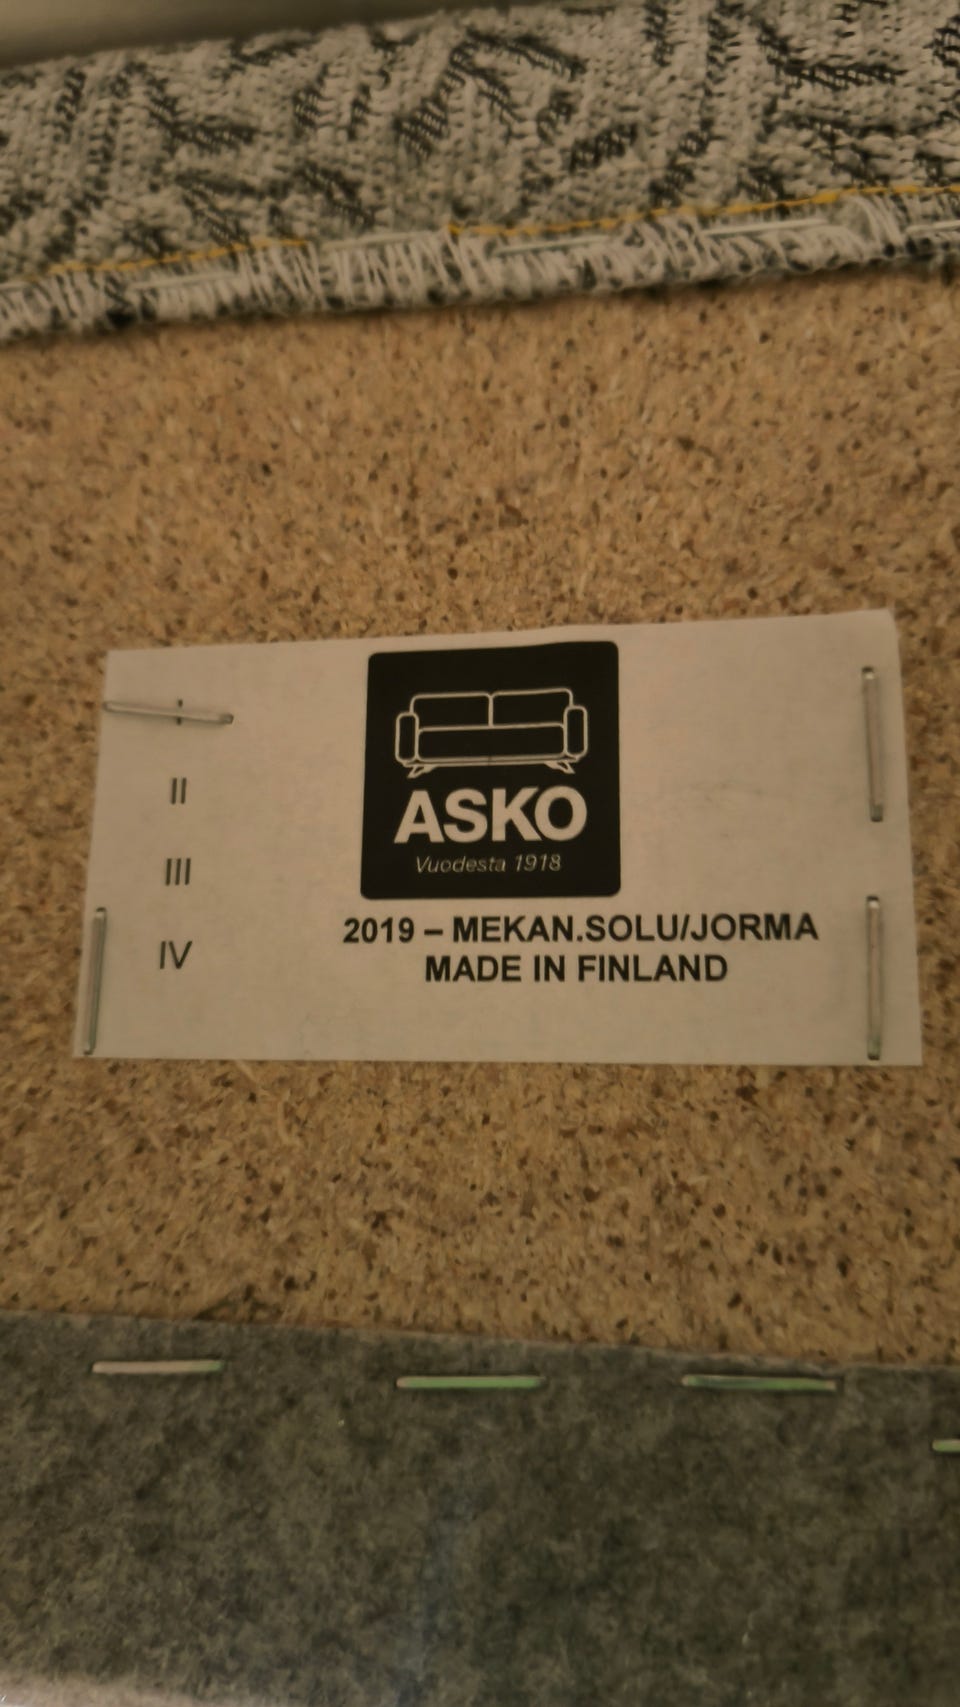 I
II
III
IV
ASKO
Vuodesta 1918
2019 – MEKAN.SOLU/JORMA
MADE IN FINLAND